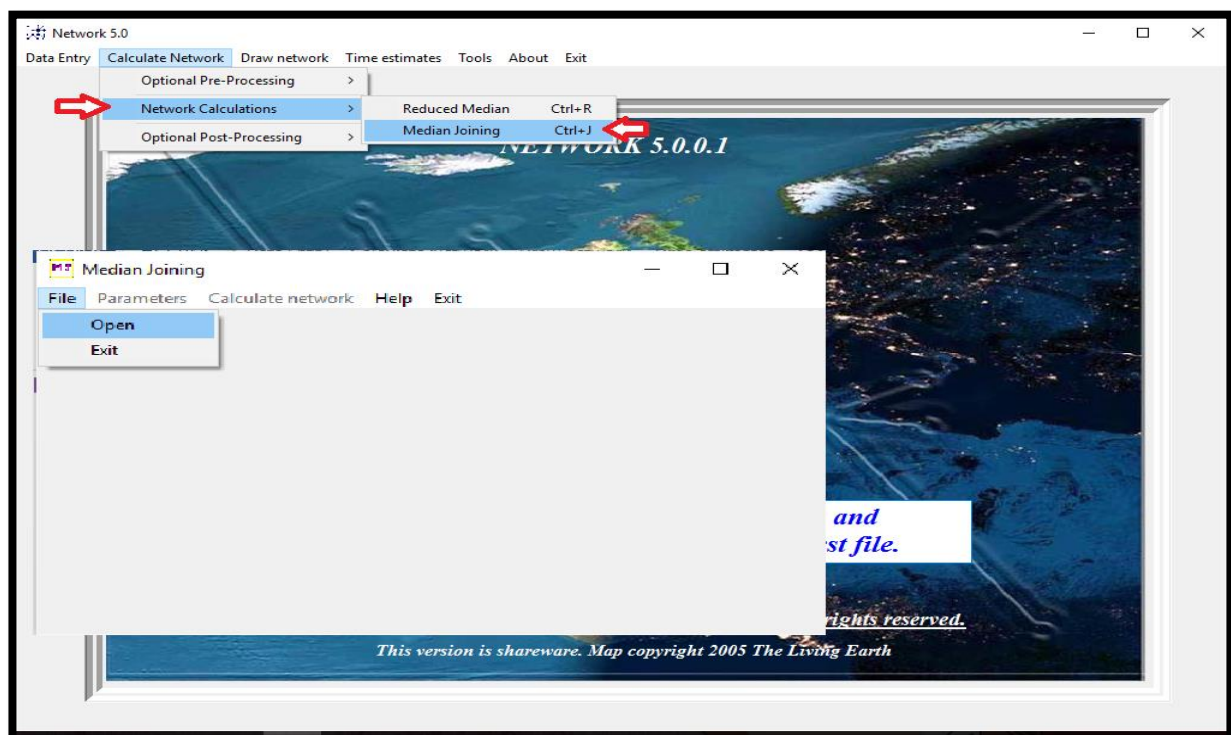 Network 5.0
Data Entry Calculate Network Draw network Time estimates Tools About Exit
Optional Pre-Processing >
Network Calculations >
Optional Post-Processing >
Reduced Median Ctrl+R
Median Joining Ctrl+J
NETWORK 5.0.0.1
Median Joining
File Parameters Calculate network Help Exit
Open
Exit
and
st file.
rights reserved.
This version is shareware. Map copyright 2005 The Living Earth